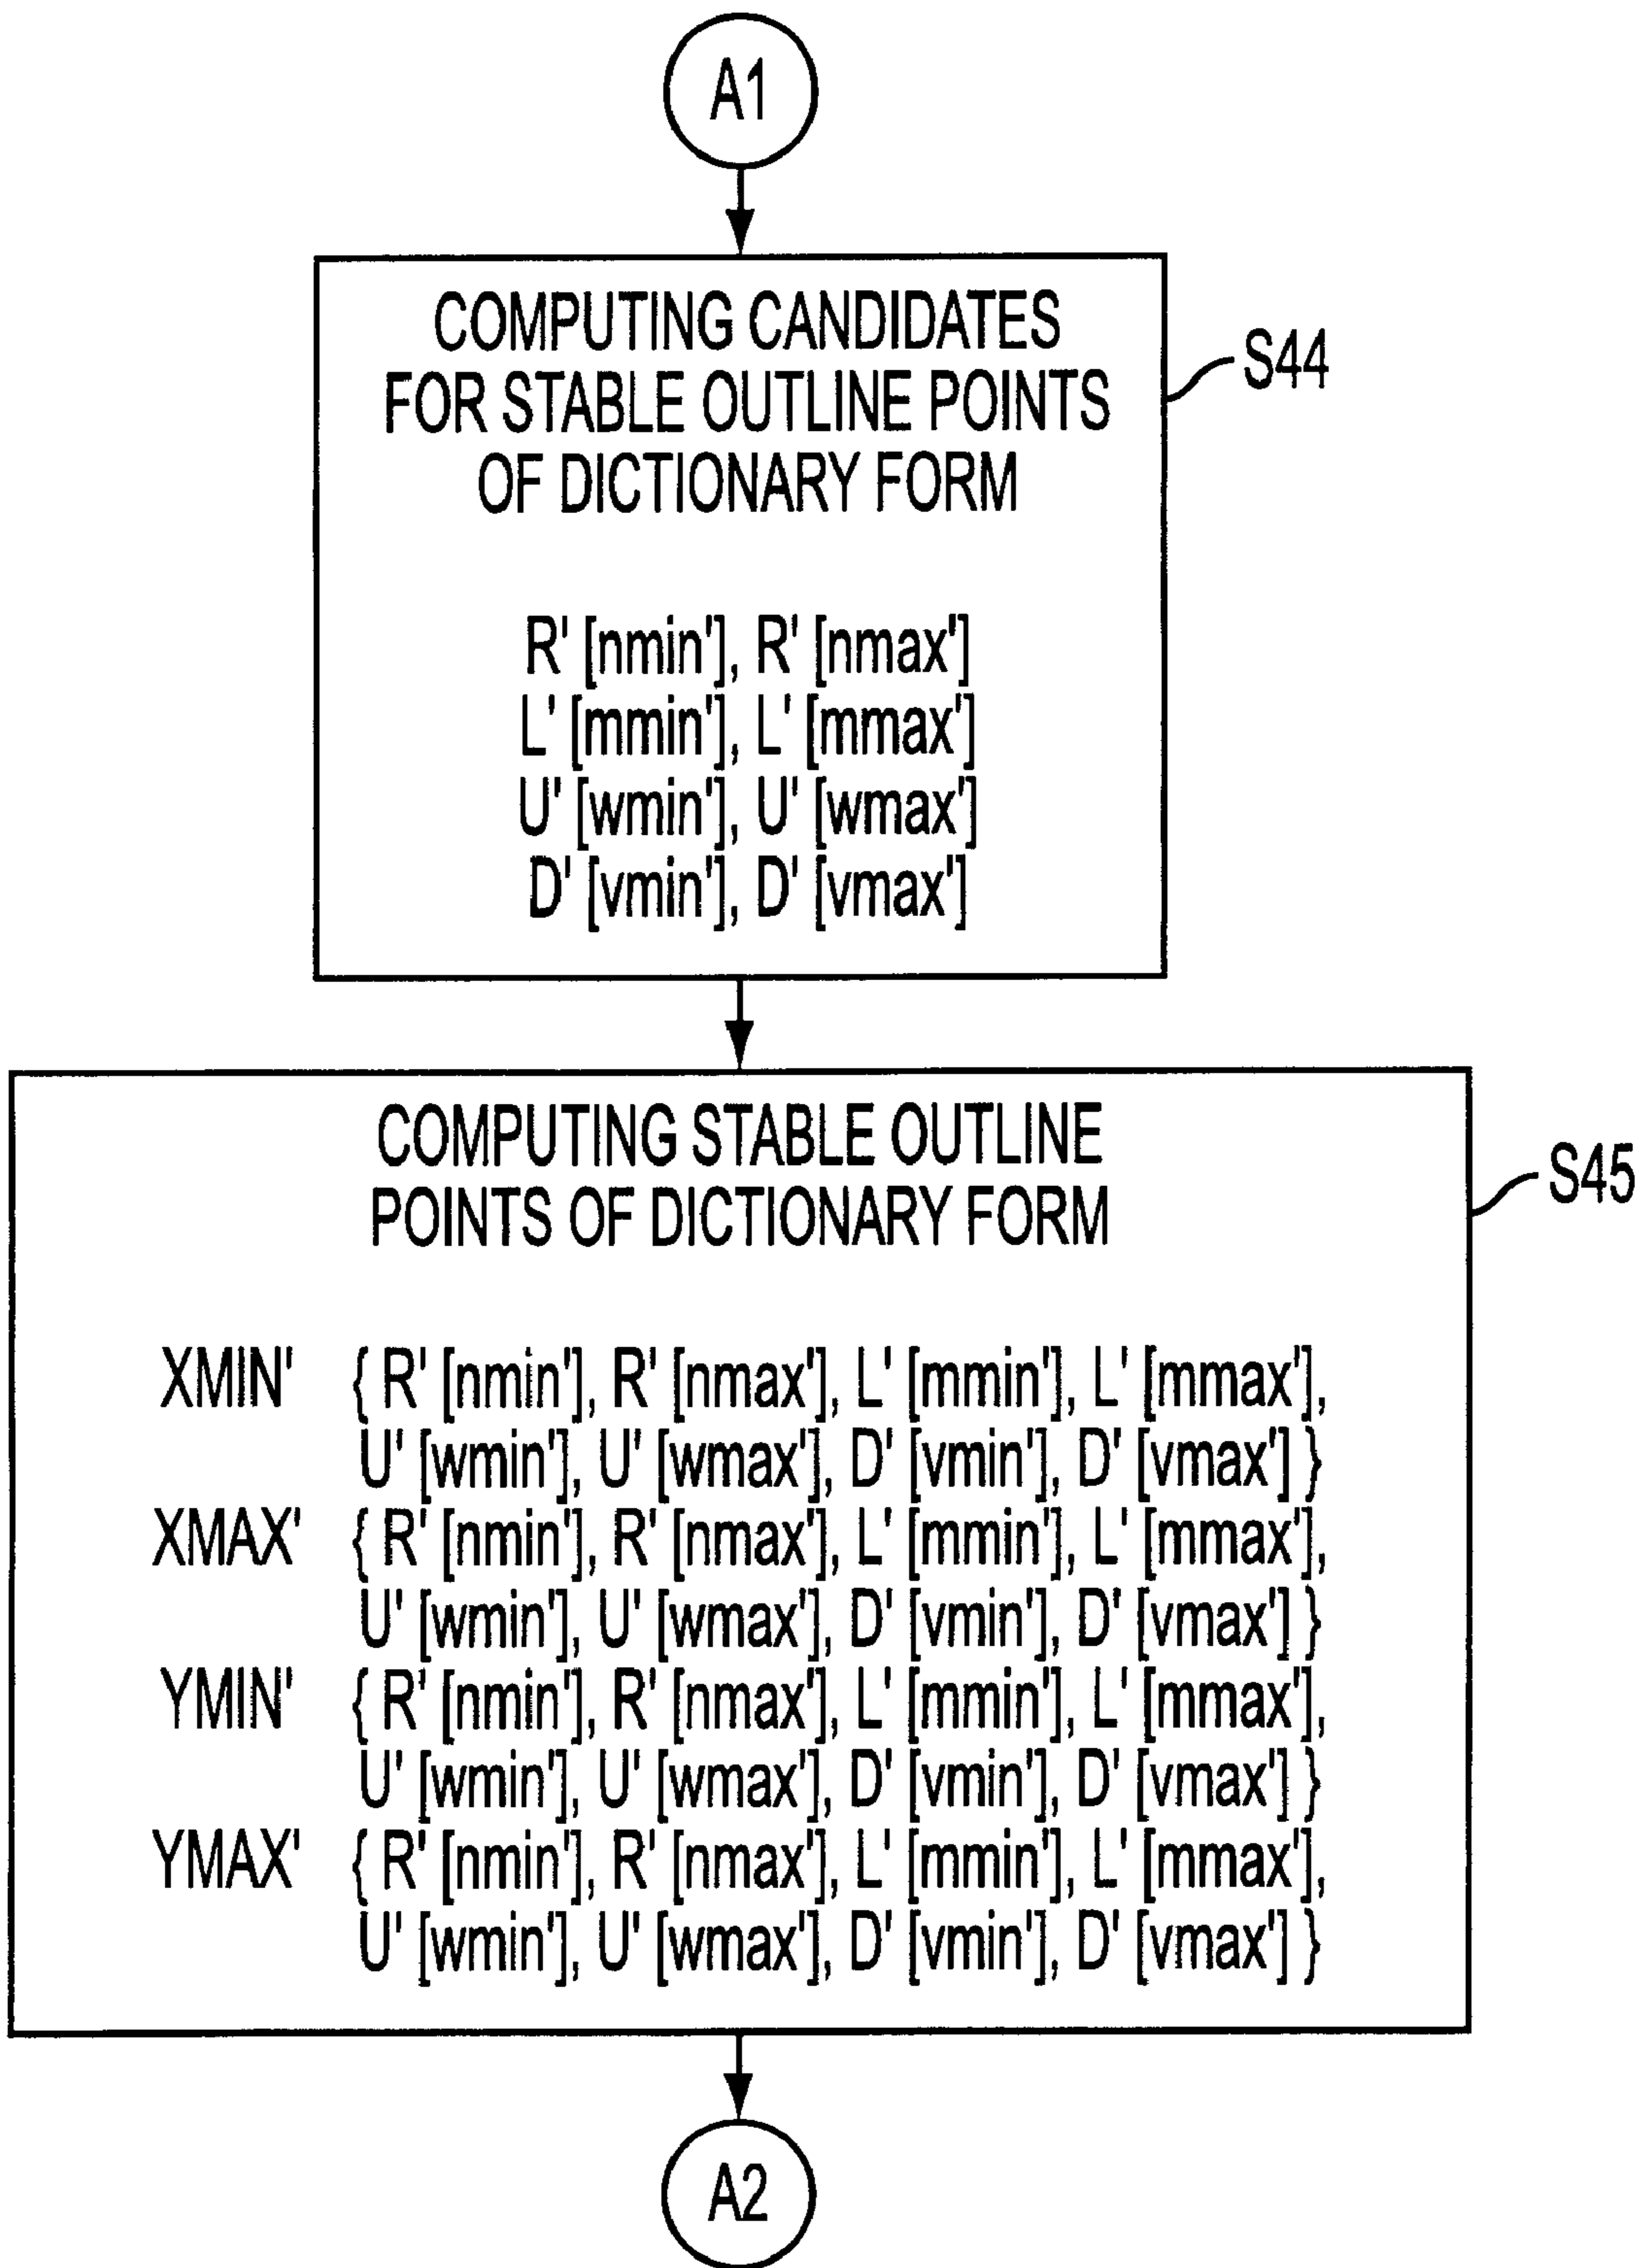 A1
COMPUTING CANDIDATES
FOR STABLE OUTLINE POINTS
OF DICTIONARY FORM
S44
R' [nmin'], R' [nmax']
L' [mmin'], L' [mmax']
U' [wmin'], U' [wmax']
D' [vmin'], D' [vmax']
COMPUTING STABLE OUTLINE
POINTS OF DICTIONARY FORM
S45
XMIN' { R' [nmin'], R' [nmax'], L' [mmin'], L' [mmax'],
U' [wmin'], U' [wmax'], D' [vmin'], D' [vmax'] }
XMAX' { R' [nmin'], R' [nmax'], L' [mmin'], L' [mmax'],
U' [wmin'], U' [wmax'], D' [vmin'], D' [vmax'] }
YMIN' { R' [nmin'], R' [nmax'], L' [mmin'], L' [mmax'],
U' [wmin'], U' [wmax'], D' [vmin'], D' [vmax'] }
YMAX' { R' [nmin'], R' [nmax'], L' [mmin'], L' [mmax'],
U' [wmin'], U' [wmax'], D' [vmin'], D' [vmax'] }
A2